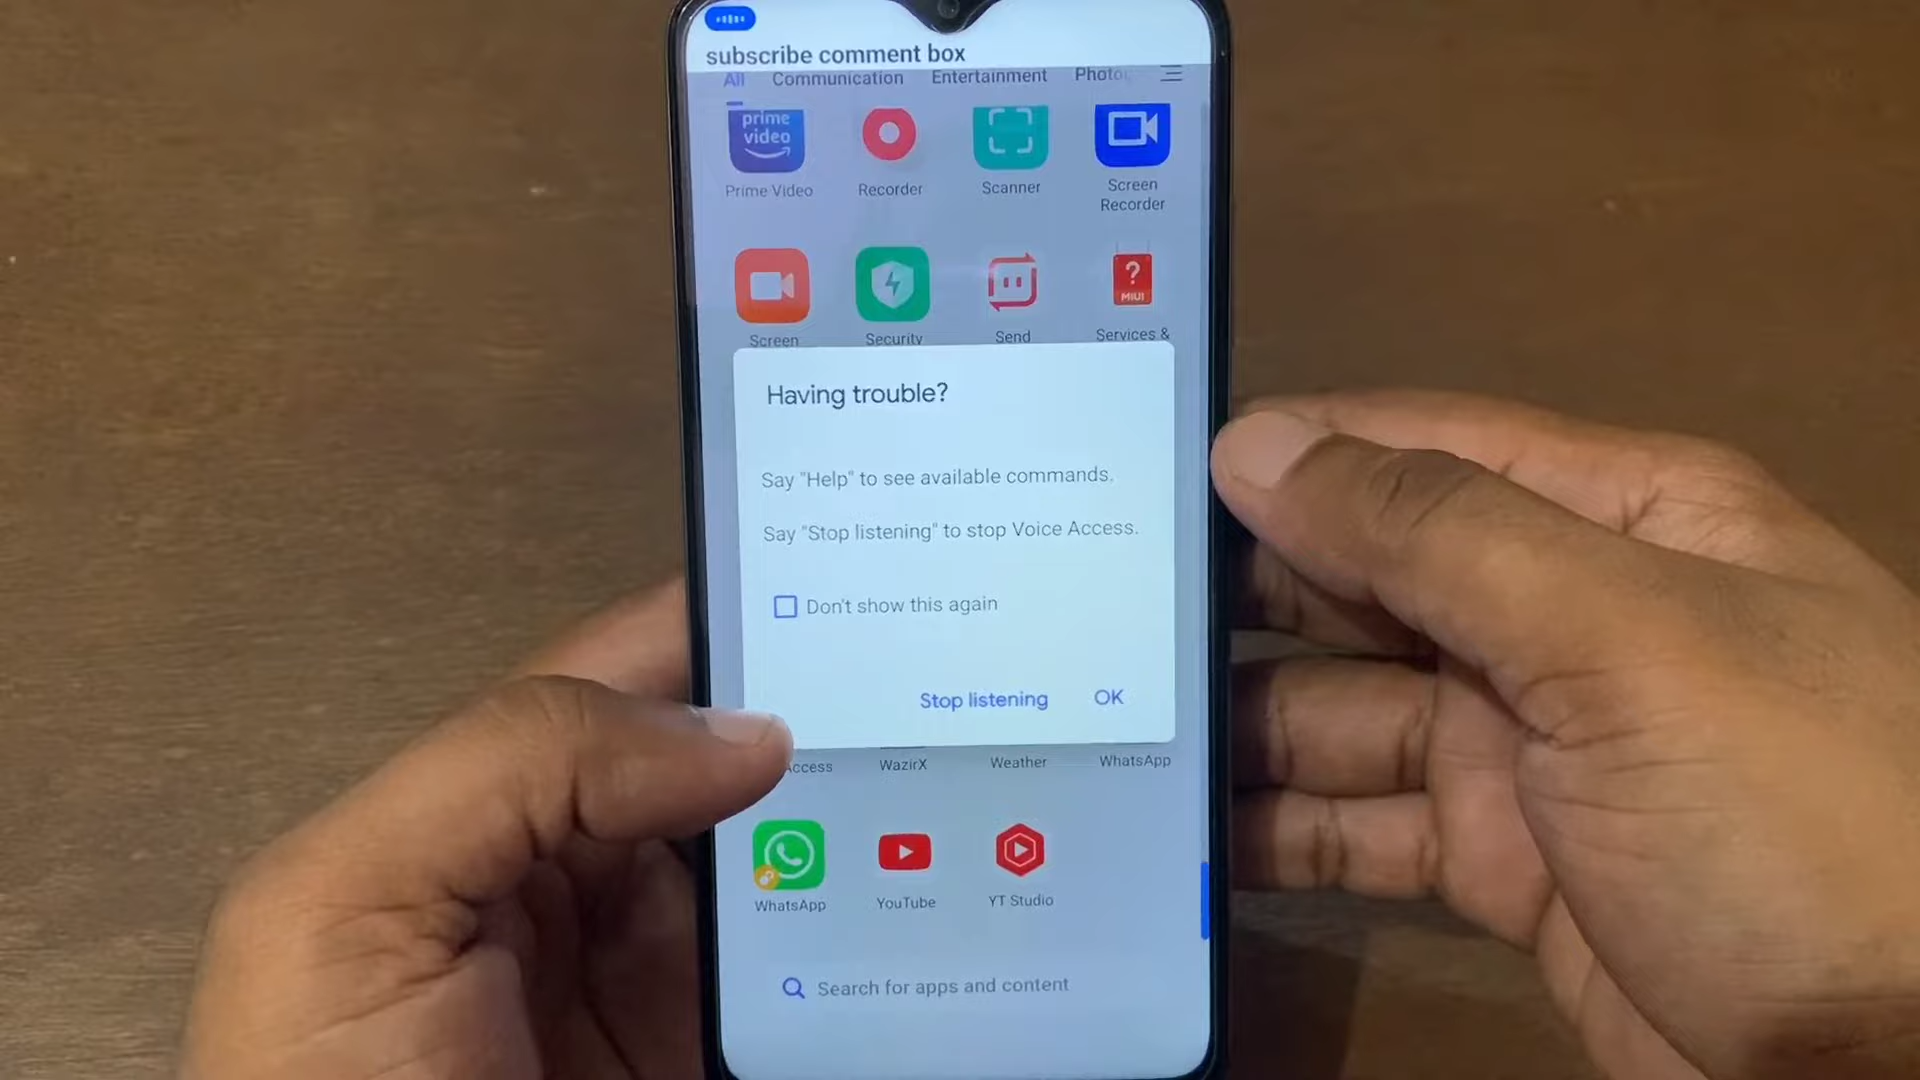 subscribe comment box
All Communication Entertainment
prime
video
Prime Video Recorder Scanner Screen
Recorder
?
MIUI
Screen Security Send Services &
Having trouble?
Say "Help" to see available commands.
Say "Stop listening" to stop Voice Access.
Don't show this again
Stop listening OK
Access WazirX Weather WhatsApp
WhatsApp YouTube YT Studio
Search for apps and content